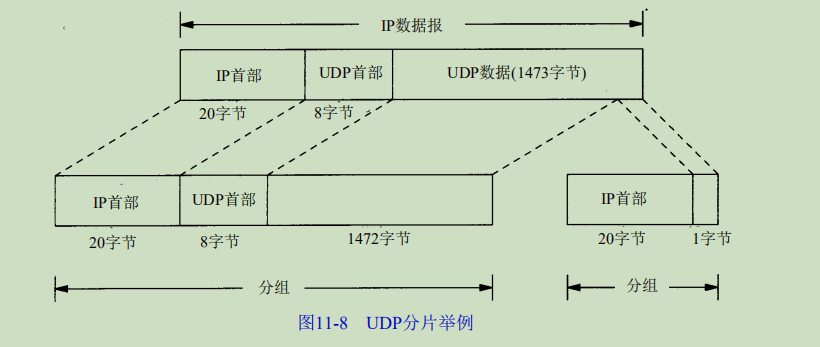 IP数据报
IP首部 UDP首部 UDP数据(1473字节)
20字节 8字节
IP首部 UDP首部 IP首部
20字节 8字节 1472字节 20字节 1字节
分组 分组
图11-8 UDP分片举例